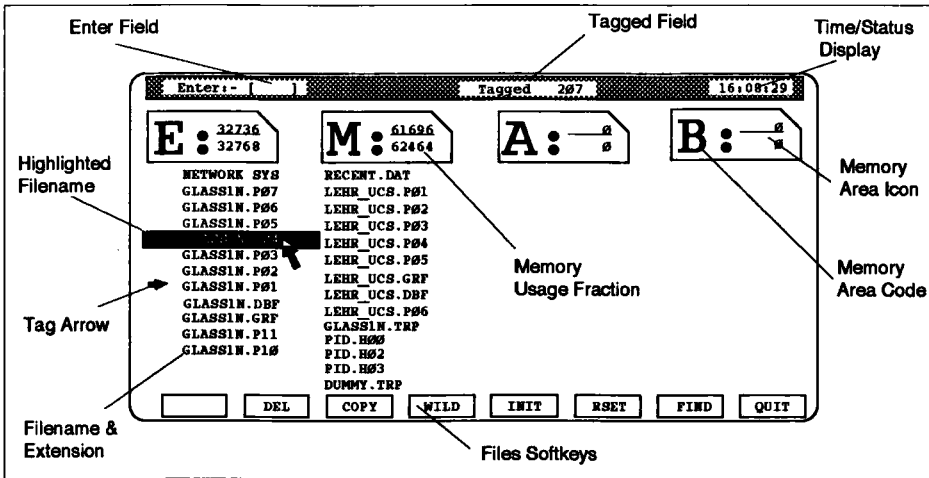 Enter Field
Tagged Field
Time/Status
Display
Enter:- [ ]
Tagged 2Ø7
16:Ø8:29
E: 32736
32768
M: 61696
62464
A: Ø
Ø
B: Ø
Ø
Highlighted
Filename
Memory
Area Icon
NETWORK SYS
GLASS1N.PØ7
GLASS1N.PØ6
GLASS1N.PØ5
GLASS1N.PØ3
GLASS1N.PØ2
GLASS1N.PØ1
GLASS1N.DBF
GLASS1N.GRF
GLASS1N.P11
GLASS1N.P1Ø
RECENT.DAT
LEHR_UCS.PØ1
LEHR_UCS.PØ2
LEHR_UCS.PØ3
LEHR_UCS.PØ4
LEHR_UCS.PØ5
LEHR_UCS.GRF
LEHR_UCS.DBF
LEHR_UCS.PØ6
GLASS1N.TRP
PID.HØØ
PID.HØ2
PID.HØ3
DUMMY.TRP
Memory
Usage Fraction
Memory
Area Code
Tag Arrow
DEL COPY WILD INIT RSET FIND QUIT
Filename &
Extension
Files Softkeys